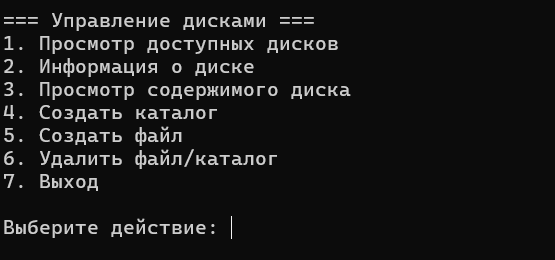 === Управление дисками ===
1. Просмотр доступных дисков
2. Информация о диске
3. Просмотр содержимого диска
4. Создать каталог
5. Создать файл
6. Удалить файл/каталог
7. Выход
Выберите действие: